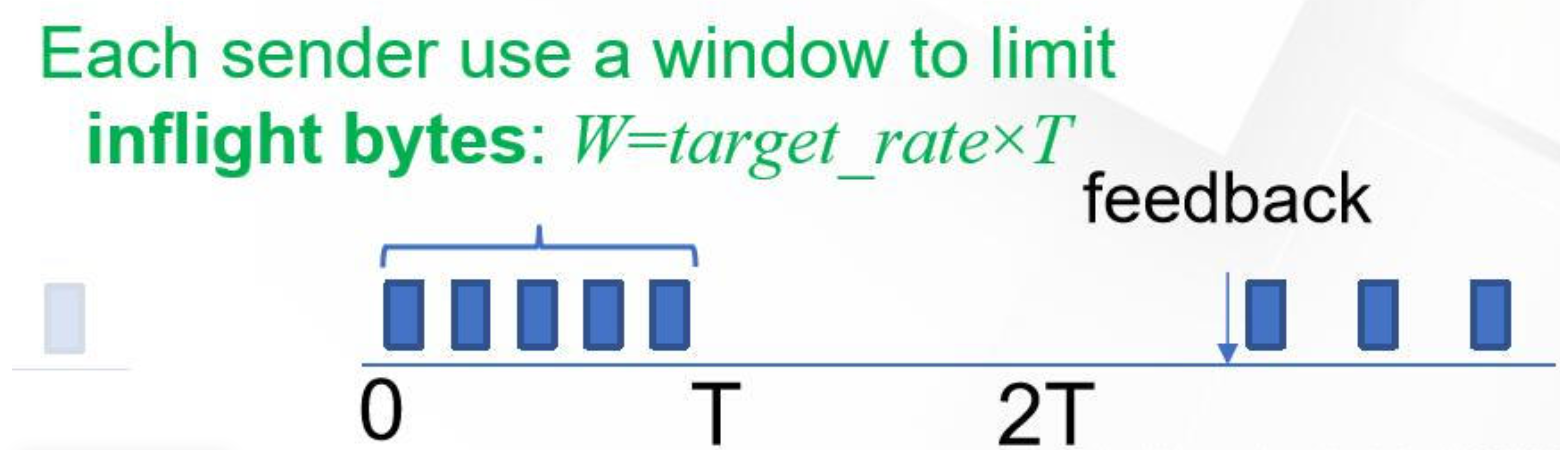 Each sender use a window to limit
inflight bytes: W=target_rate×T
feedback
0 T 2T